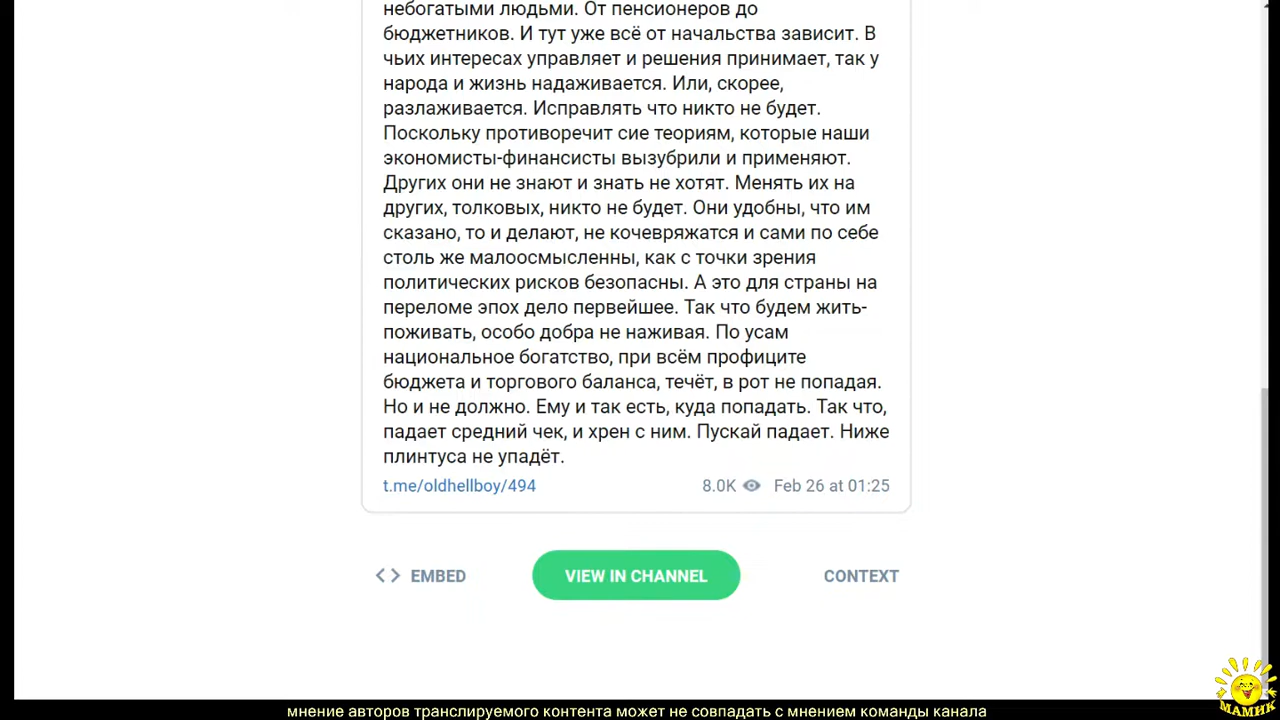 небогатыми людьми. От пенсионеров до
бюджетников. И тут уже всё от начальства зависит. В
чьих интересах управляет и решения принимает, так у
народа и жизнь надаживается. Или, скорее,
разлаживается. Исправлять что никто не будет.
Поскольку противоречит сие теориям, которые наши
экономисты-финансисты вызубрили и применяют.
Других они не знают и знать не хотят. Менять их на
других, толковых, никто не будет. Они удобны, что им
сказано, то и делают, не кочевряжатся и сами по себе
столь же малоосмысленны, как с точки зрения
политических рисков безопасны. А это для страны на
переломе эпох дело первейшее. Так что будем жить-
поживать, особо добра не наживая. По усам
национальное богатство, при всём профиците
бюджета и торгового баланса, течёт, в рот не попадая.
Но и не должно. Ему и так есть, куда попадать. Так что,
падает средний чек, и хрен с ним. Пускай падает. Ниже
плинтуса не упадёт.
t.me/oldhellboy/494 8.0K Feb 26 at 01:25
EMBED VIEW IN CHANNEL CONTEXT
МАМИК
мнение авторов транслируемого контента может не совпадать с мнением команды канала